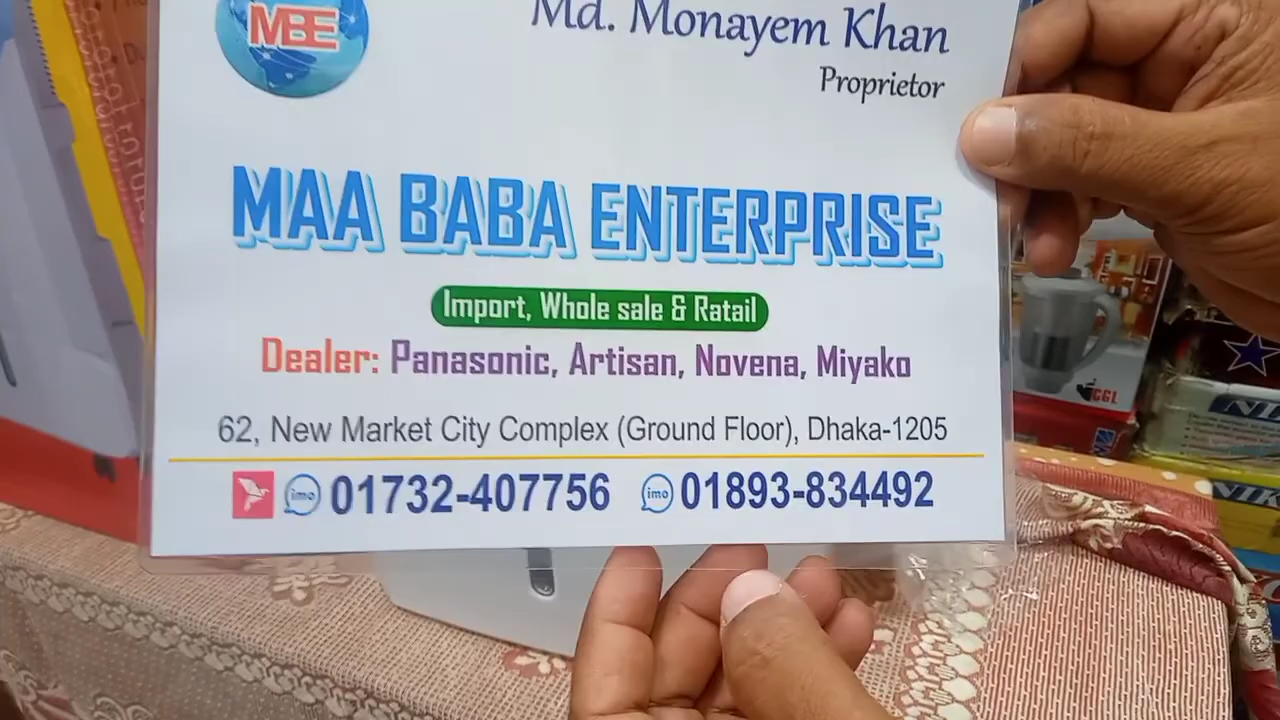 MBE
Md. Monayem Khan
Proprietor
MAA BABA ENTERPRISE
Import, Whole sale & Ratail
Dealer: Panasonic, Artisan, Novena, Miyako
62, New Market City Complex (Ground Floor), Dhaka-1205
imo 01732-407756 imo 01893-834492
CGL